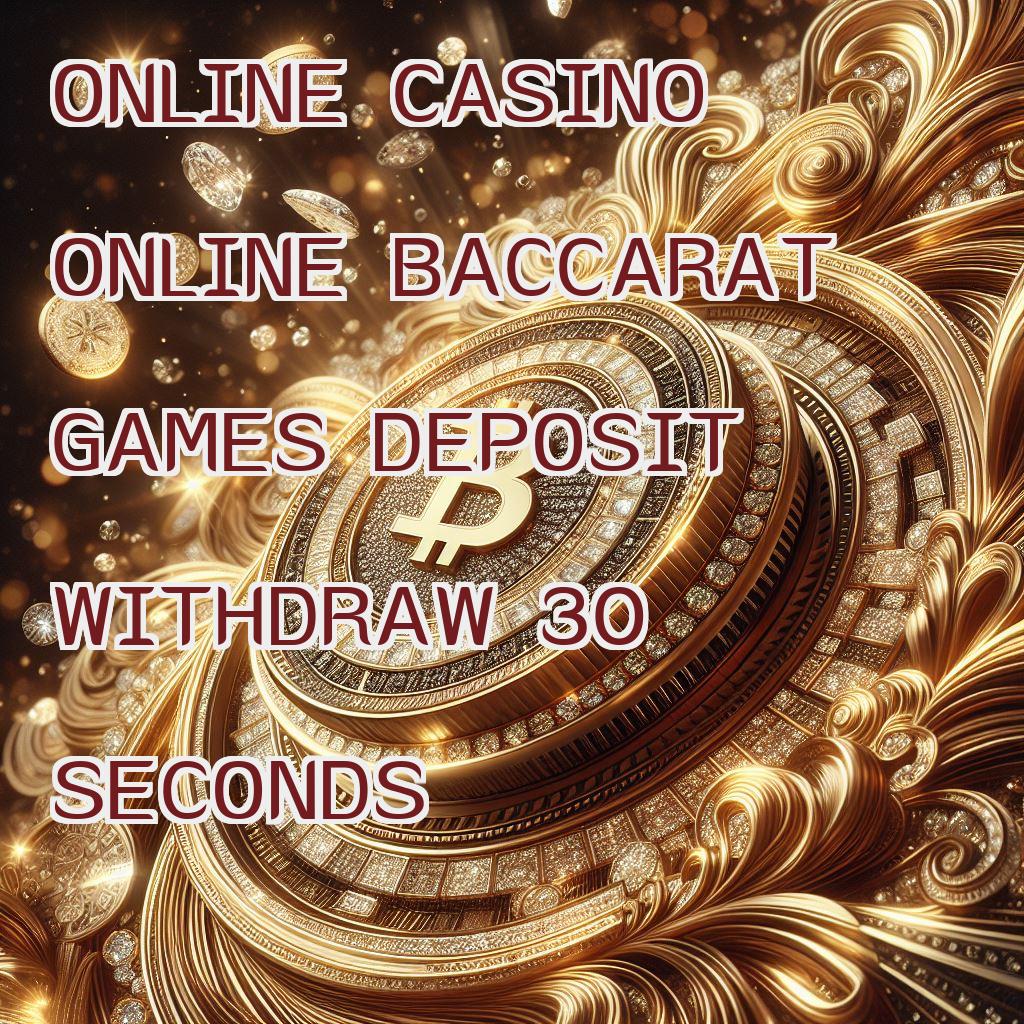 ONLINE CASINO
ONLINE BACCARAT
GAMES DEPOSIT
WITHDRAW 30
SECONDS